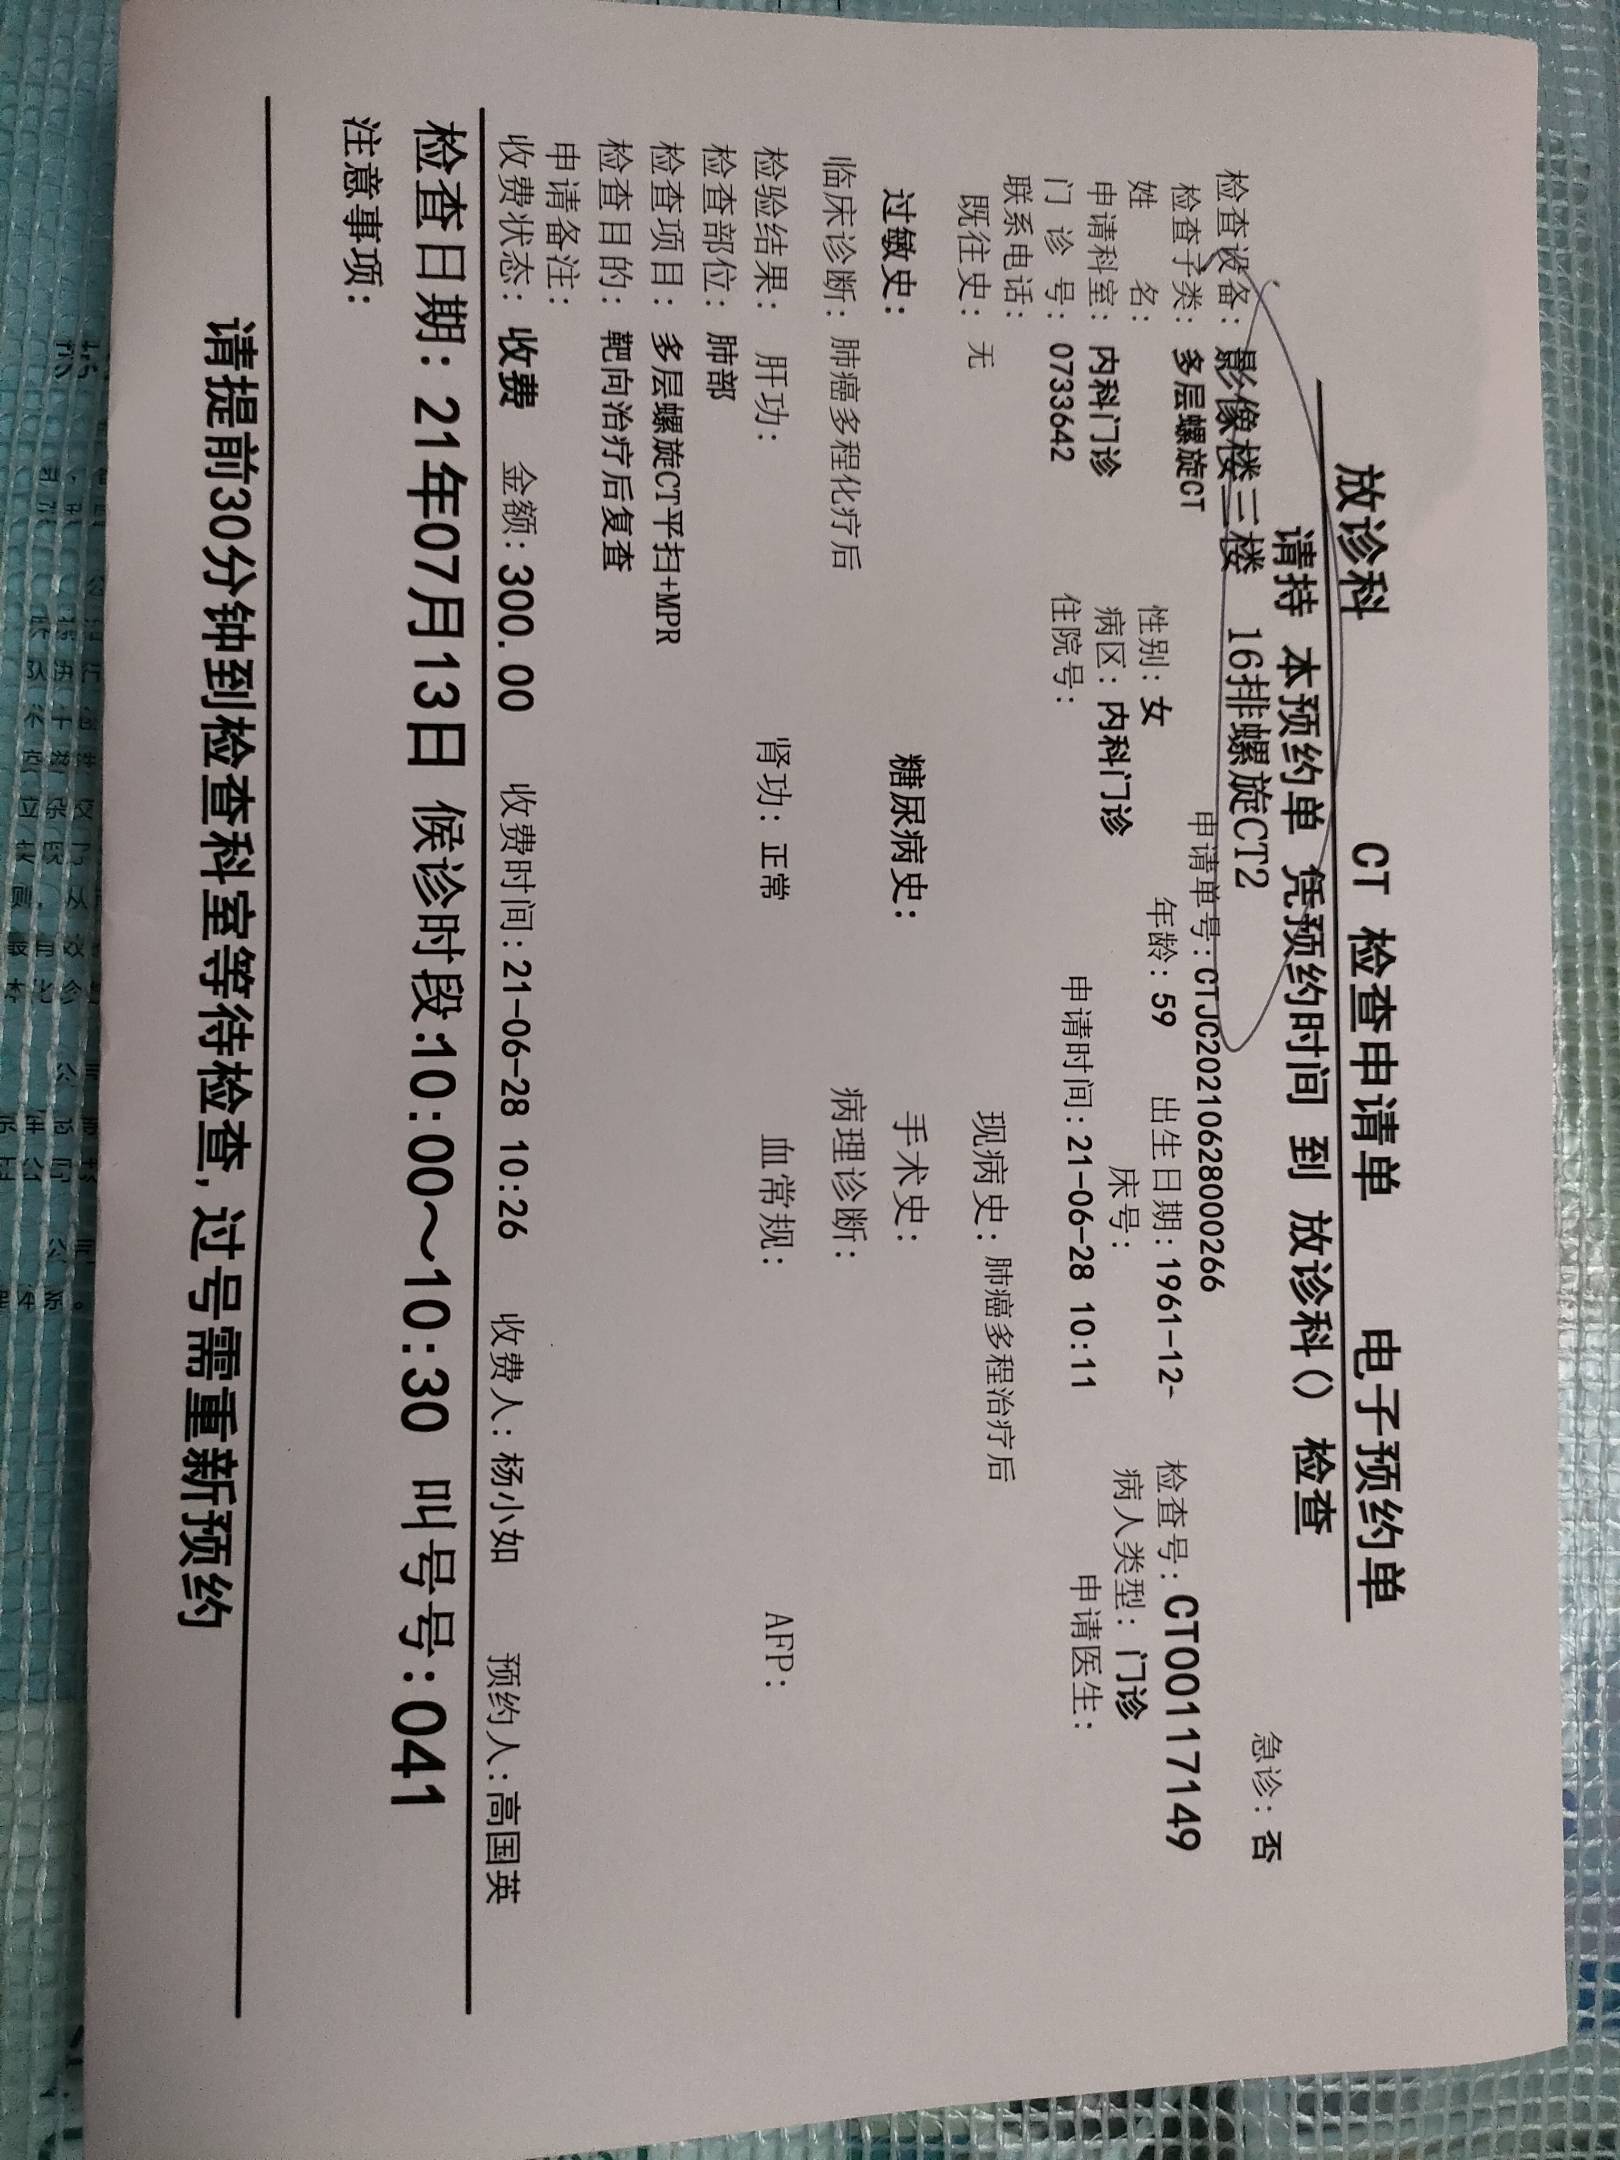 放诊科 CT 检查申请单 电子预约单
请持 本预约单 凭预约时间 到 放诊科() 检查
急诊: 否
检查设备: 影像楼三楼 16排螺旋CT2
检查子类: 多层螺旋CT 申请单号:CTJC20210628000266
姓 名: 性别: 女 年龄: 59 出生日期:1961-12- 检查号:CT00117149
申请科室: 内科门诊 病区: 内科门诊 床号: 病人类型: 门诊
门 诊 号: 0733642 住院号: 申请时间:21-06-28 10:11 申请医生:
联系电话:
既往史: 无 现病史: 肺癌多程治疗后
过敏史: 糖尿病史: 手术史:
临床诊断: 肺癌多程化疗后 病理诊断:
检验结果: 肝功: 肾功: 正常 血常规: AFP:
检查部位: 肺部
检查项目: 多层螺旋CT平扫+MPR
检查目的: 靶向治疗后复查
申请备注:
收费状态: 收费 金额:300.00 收费时间:21-06-28 10:26 收费人: 杨小如 预约人:高国英
检查日期: 21年07月13日 候诊时段:10:00~10:30 叫号号:041
注意事项:
请提前30分钟到检查科室等待检查,过号需重新预约